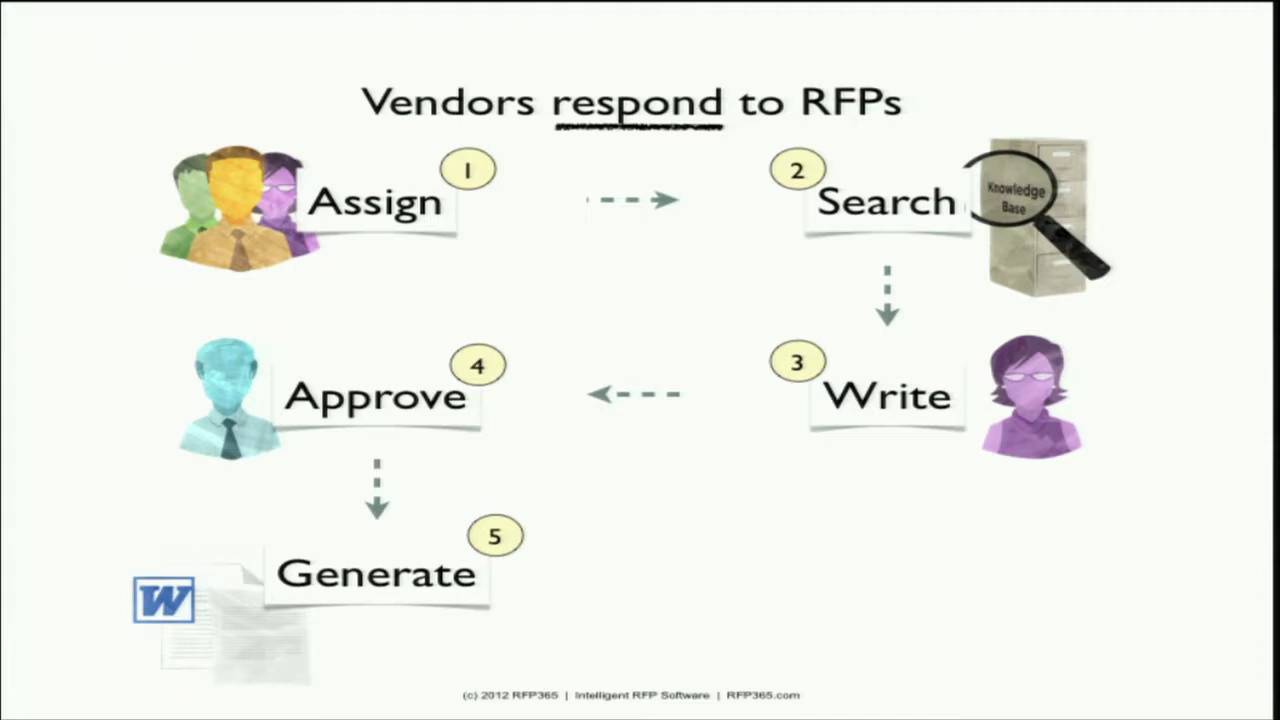 Vendors respond to RFPs
1
Assign
2
Search
Knowledge
Base
3
Write
4
Approve
5
Generate
W
(c) 2012 RFP365 | Intelligent RFP Software | RFP365.com